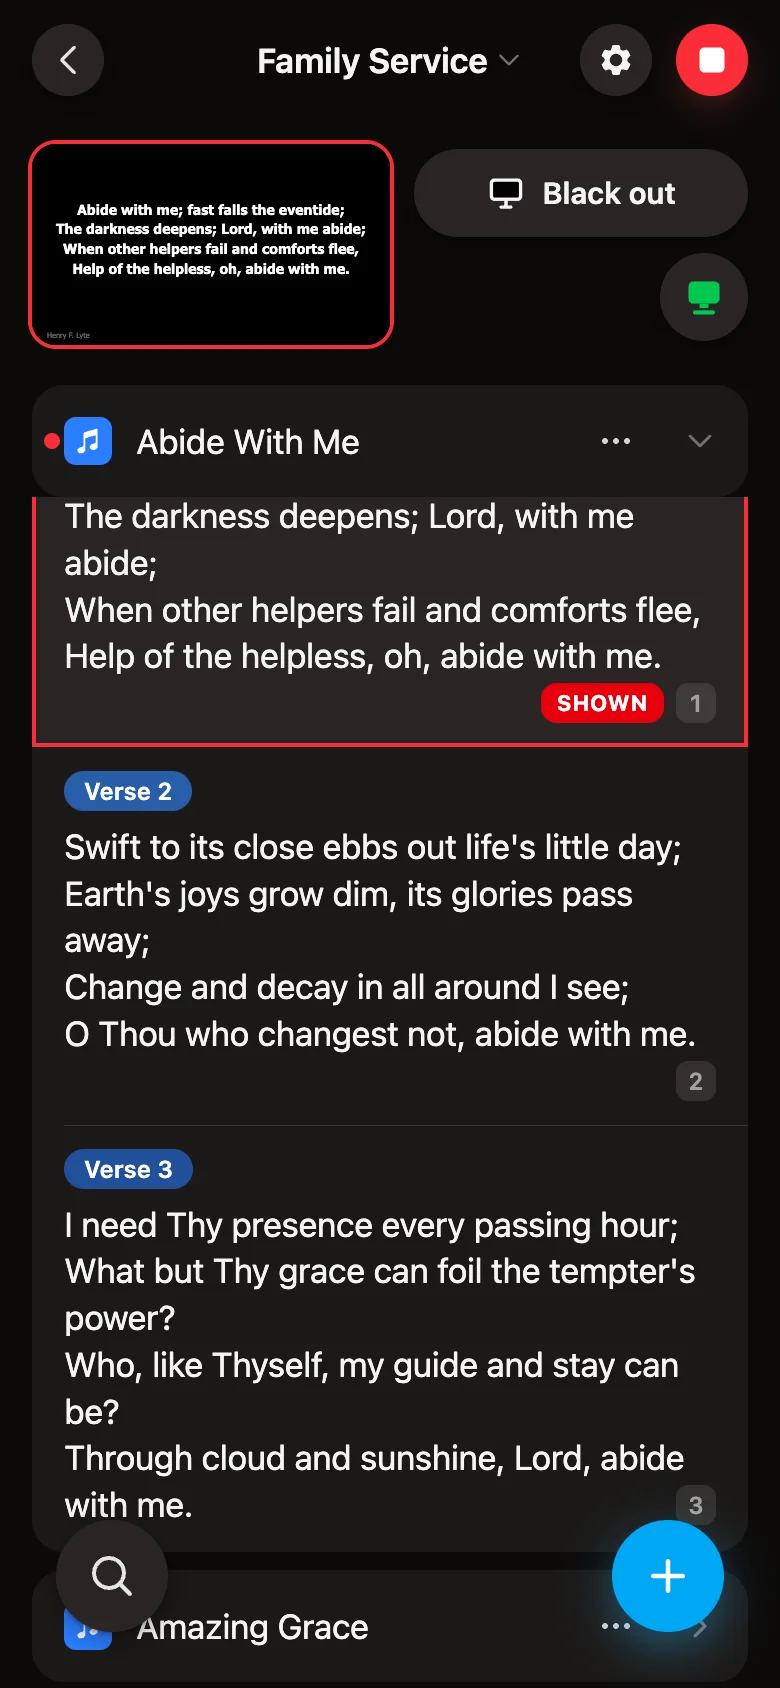 Family Service
Abide with me; fast falls the eventide;
The darkness deepens; Lord, with me abide;
When other helpers fail and comforts flee,
Help of the helpless, oh, abide with me.
Henry F. Lyte
Black out
Abide With Me
The darkness deepens; Lord, with me
abide;
When other helpers fail and comforts flee,
Help of the helpless, oh, abide with me.
SHOWN 1
Verse 2
Swift to its close ebbs out life's little day;
Earth's joys grow dim, its glories pass
away;
Change and decay in all around I see;
O Thou who changest not, abide with me.
2
Verse 3
I need Thy presence every passing hour;
What but Thy grace can foil the tempter's
power?
Who, like Thyself, my guide and stay can
be?
Through cloud and sunshine, Lord, abide
with me.
3
Amazing Grace